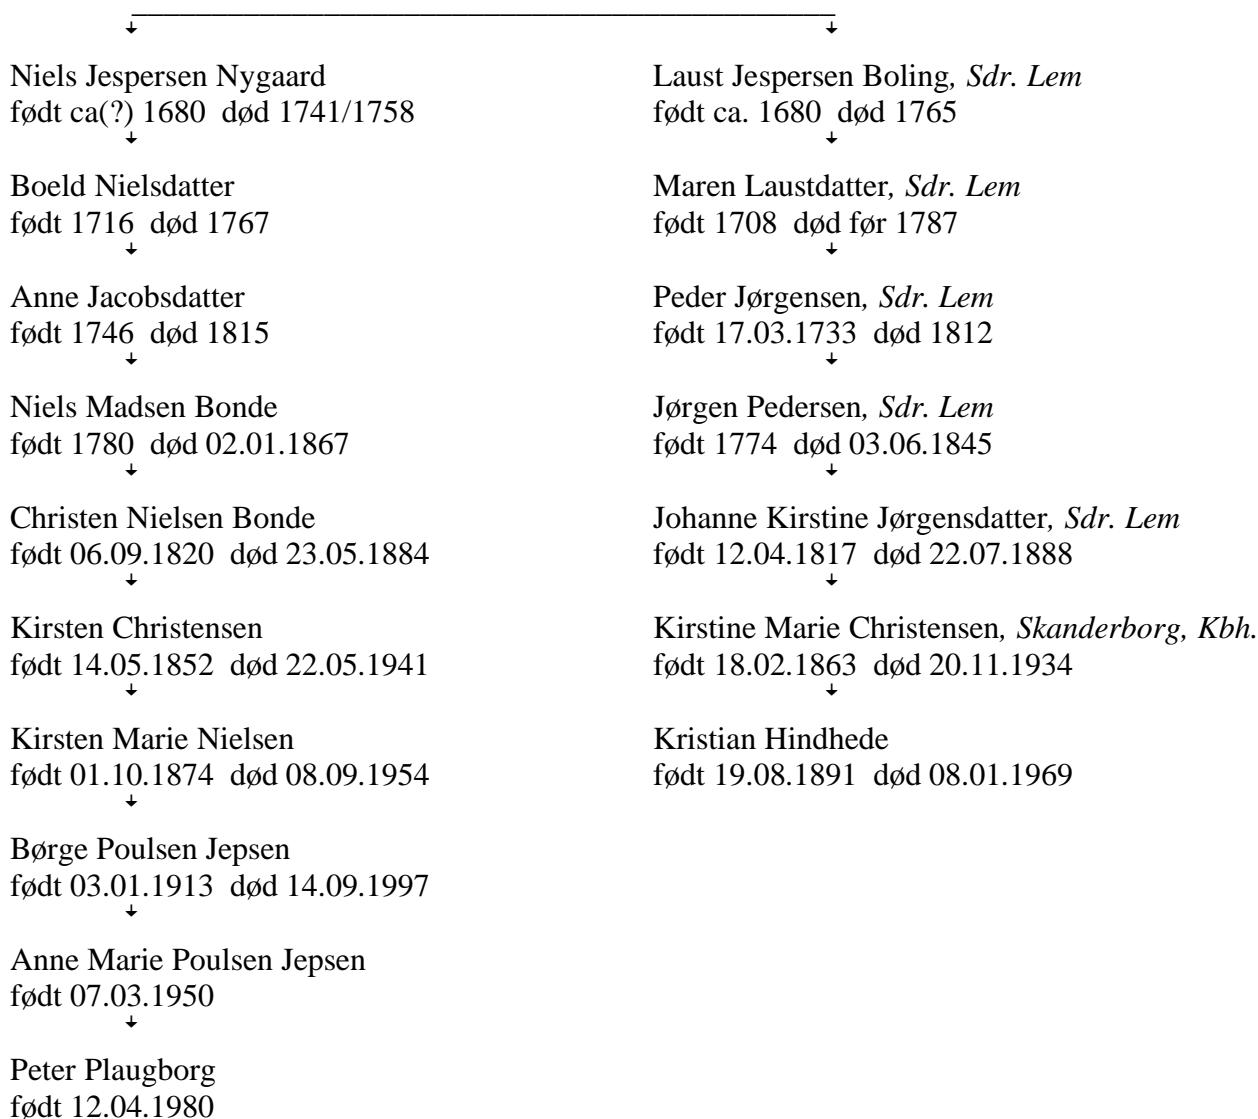 Niels Jespersen Nygaard
født ca(?) 1680 død 1741/1758
Boeld Nielsdatter
født 1716 død 1767
Anne Jacobsdatter
født 1746 død 1815
Niels Madsen Bonde
født 1780 død 02.01.1867
Christen Nielsen Bonde
født 06.09.1820 død 23.05.1884
Kirsten Christensen
født 14.05.1852 død 22.05.1941
Kirsten Marie Nielsen
født 01.10.1874 død 08.09.1954
Børge Poulsen Jepsen
født 03.01.1913 død 14.09.1997
Anne Marie Poulsen Jepsen
født 07.03.1950
Peter Plaugborg
født 12.04.1980
Laust Jespersen Boling, Sdr. Lem
født ca. 1680 død 1765
Maren Laustdatter, Sdr. Lem
født 1708 død før 1787
Peder Jørgensen, Sdr. Lem
født 17.03.1733 død 1812
Jørgen Pedersen, Sdr. Lem
født 1774 død 03.06.1845
Johanne Kirstine Jørgensdatter, Sdr. Lem
født 12.04.1817 død 22.07.1888
Kirstine Marie Christensen, Skanderborg, Kbh.
født 18.02.1863 død 20.11.1934
Kristian Hindhede
født 19.08.1891 død 08.01.1969